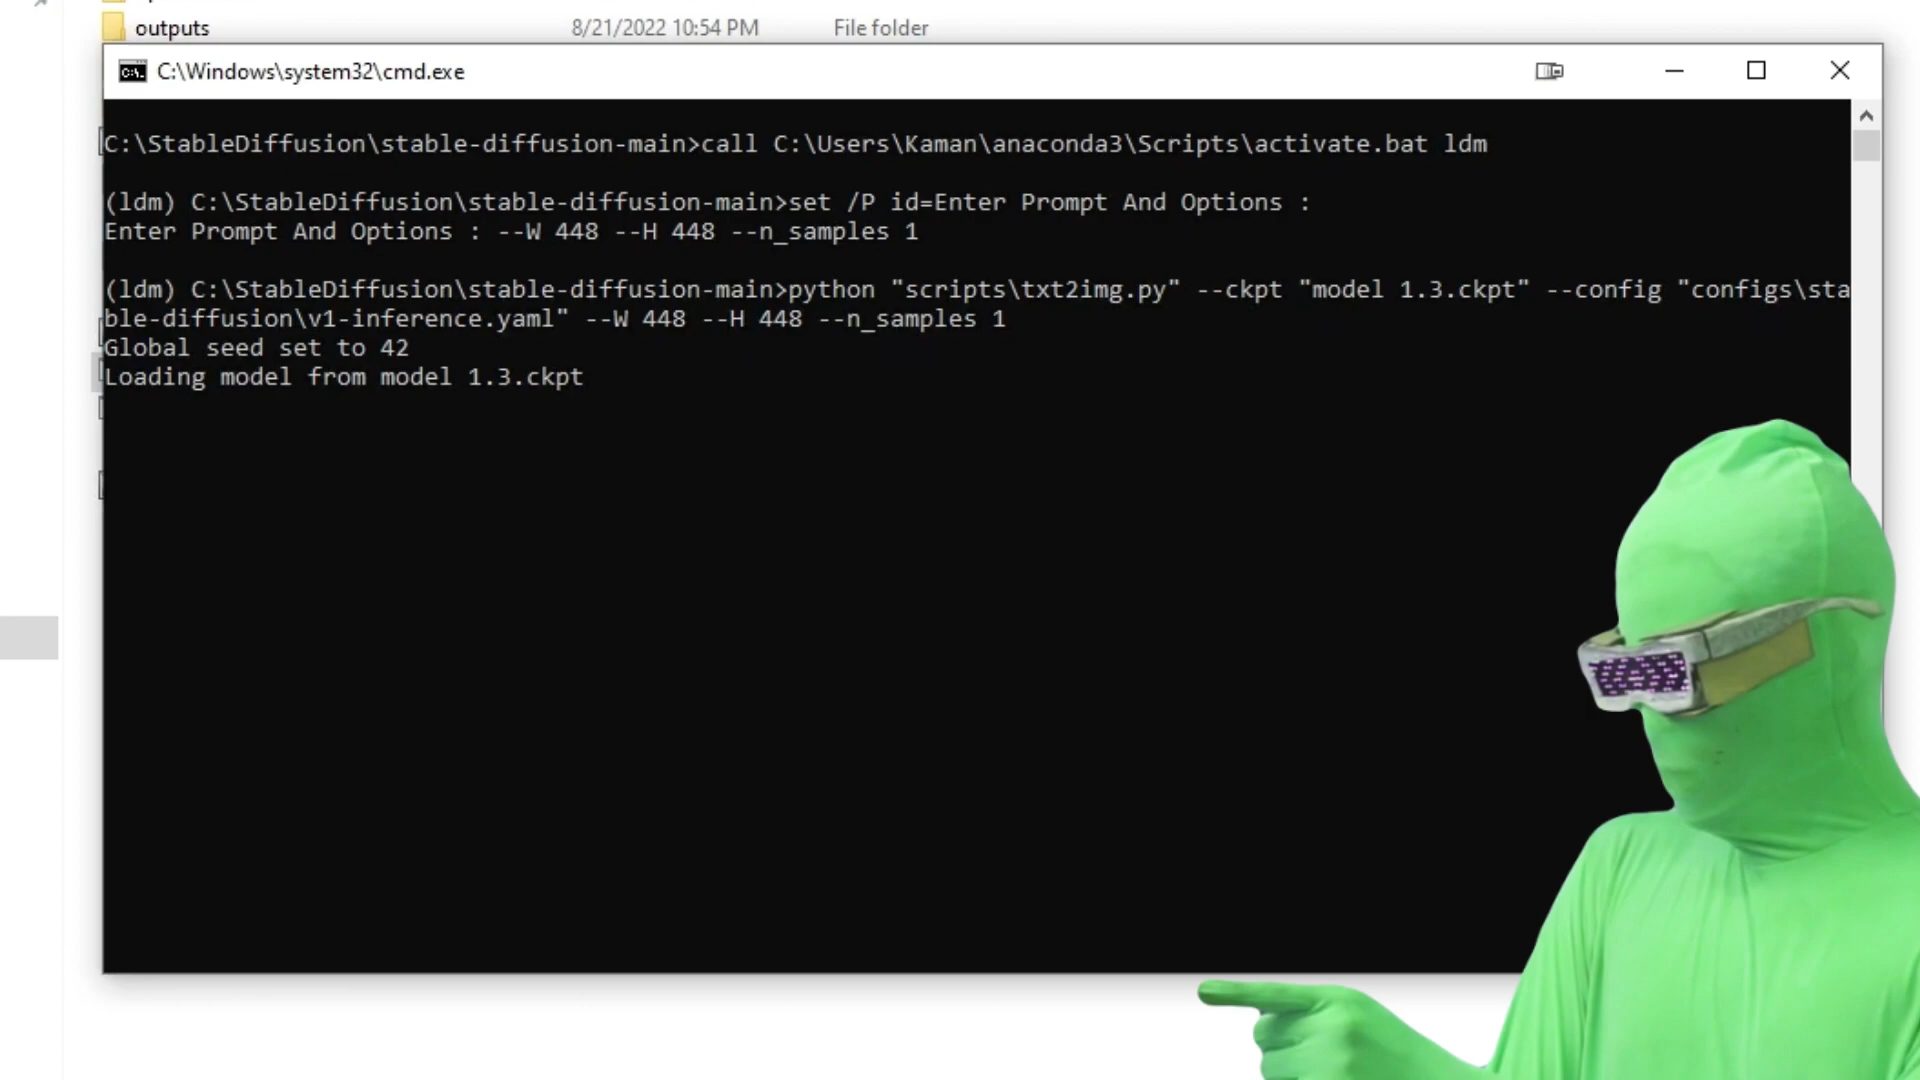 outputs 8/21/2022 10:54 PM File folder
C:\Windows\system32\cmd.exe
C:\StableDiffusion\stable-diffusion-main>call C:\Users\Kaman\anaconda3\Scripts\activate.bat ldm
(ldm) C:\StableDiffusion\stable-diffusion-main>set /P id=Enter Prompt And Options :
Enter Prompt And Options : --W 448 --H 448 --n_samples 1
(ldm) C:\StableDiffusion\stable-diffusion-main>python "scripts\txt2img.py" --ckpt "model 1.3.ckpt" --config "configs\sta
ble-diffusion\v1-inference.yaml" --W 448 --H 448 --n_samples 1
Global seed set to 42
Loading model from model 1.3.ckpt